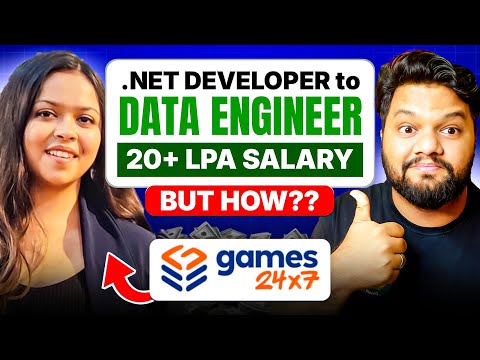 .NET DEVELOPER to
DATA ENGINEER
20+ LPA SALARY
BUT HOW??
games
24x7